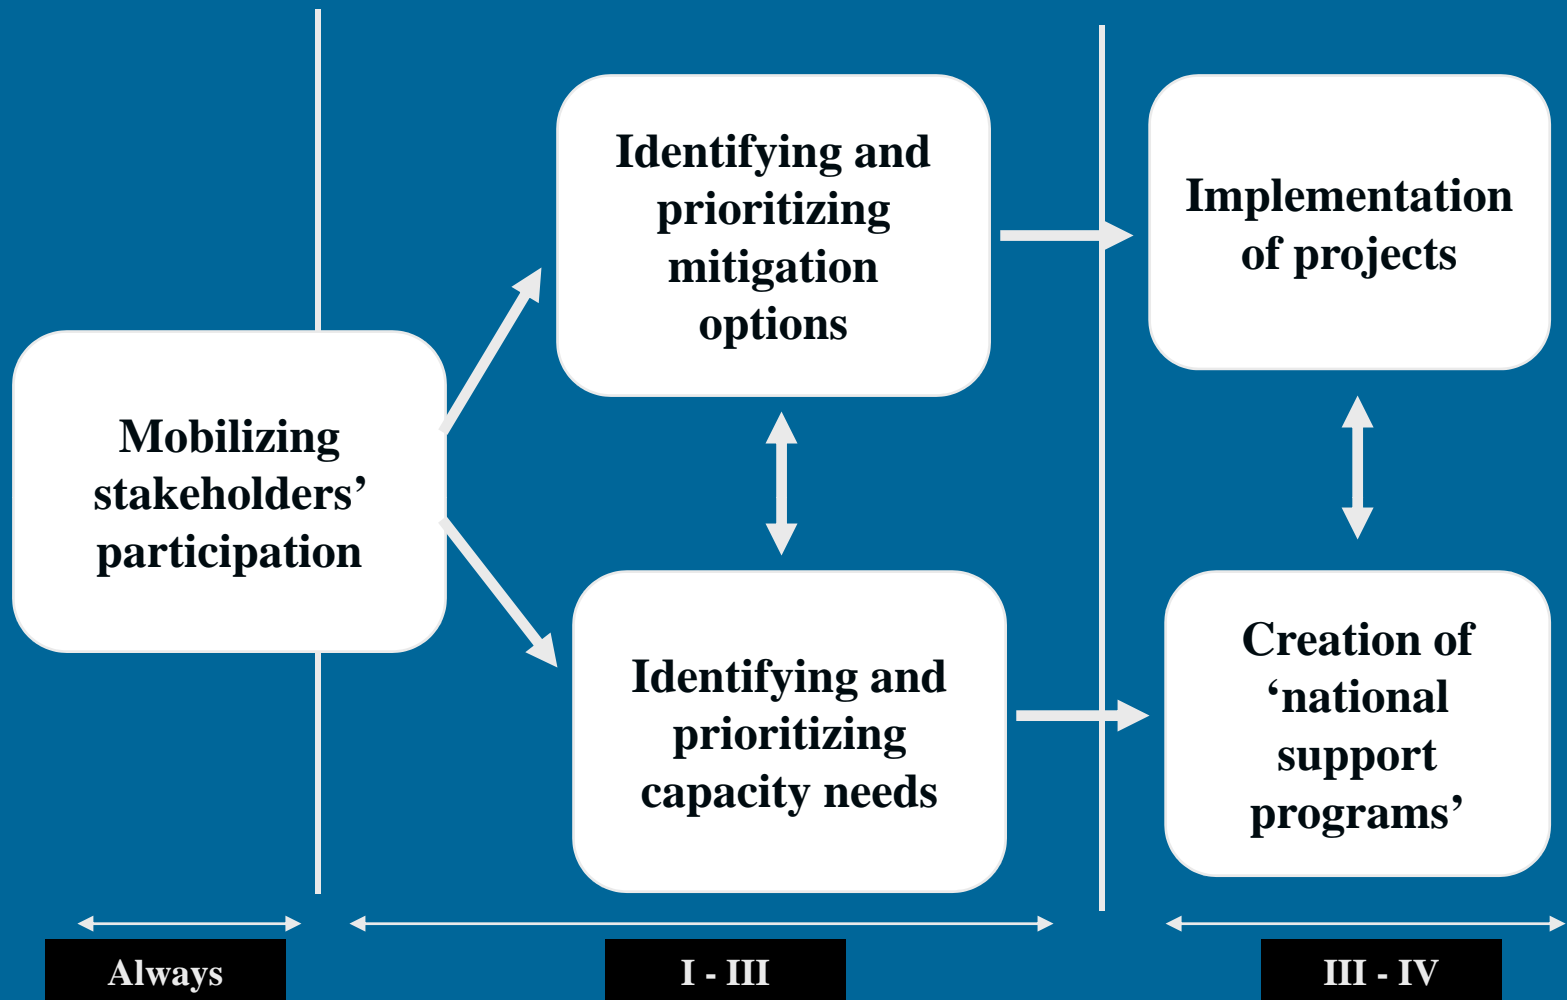 Mobilizing
stakeholders’
participation
Identifying and
prioritizing
mitigation
options
Identifying and
prioritizing
capacity needs
Implementation
of projects
Creation of
‘national
support
programs’
Always
I - III
III - IV